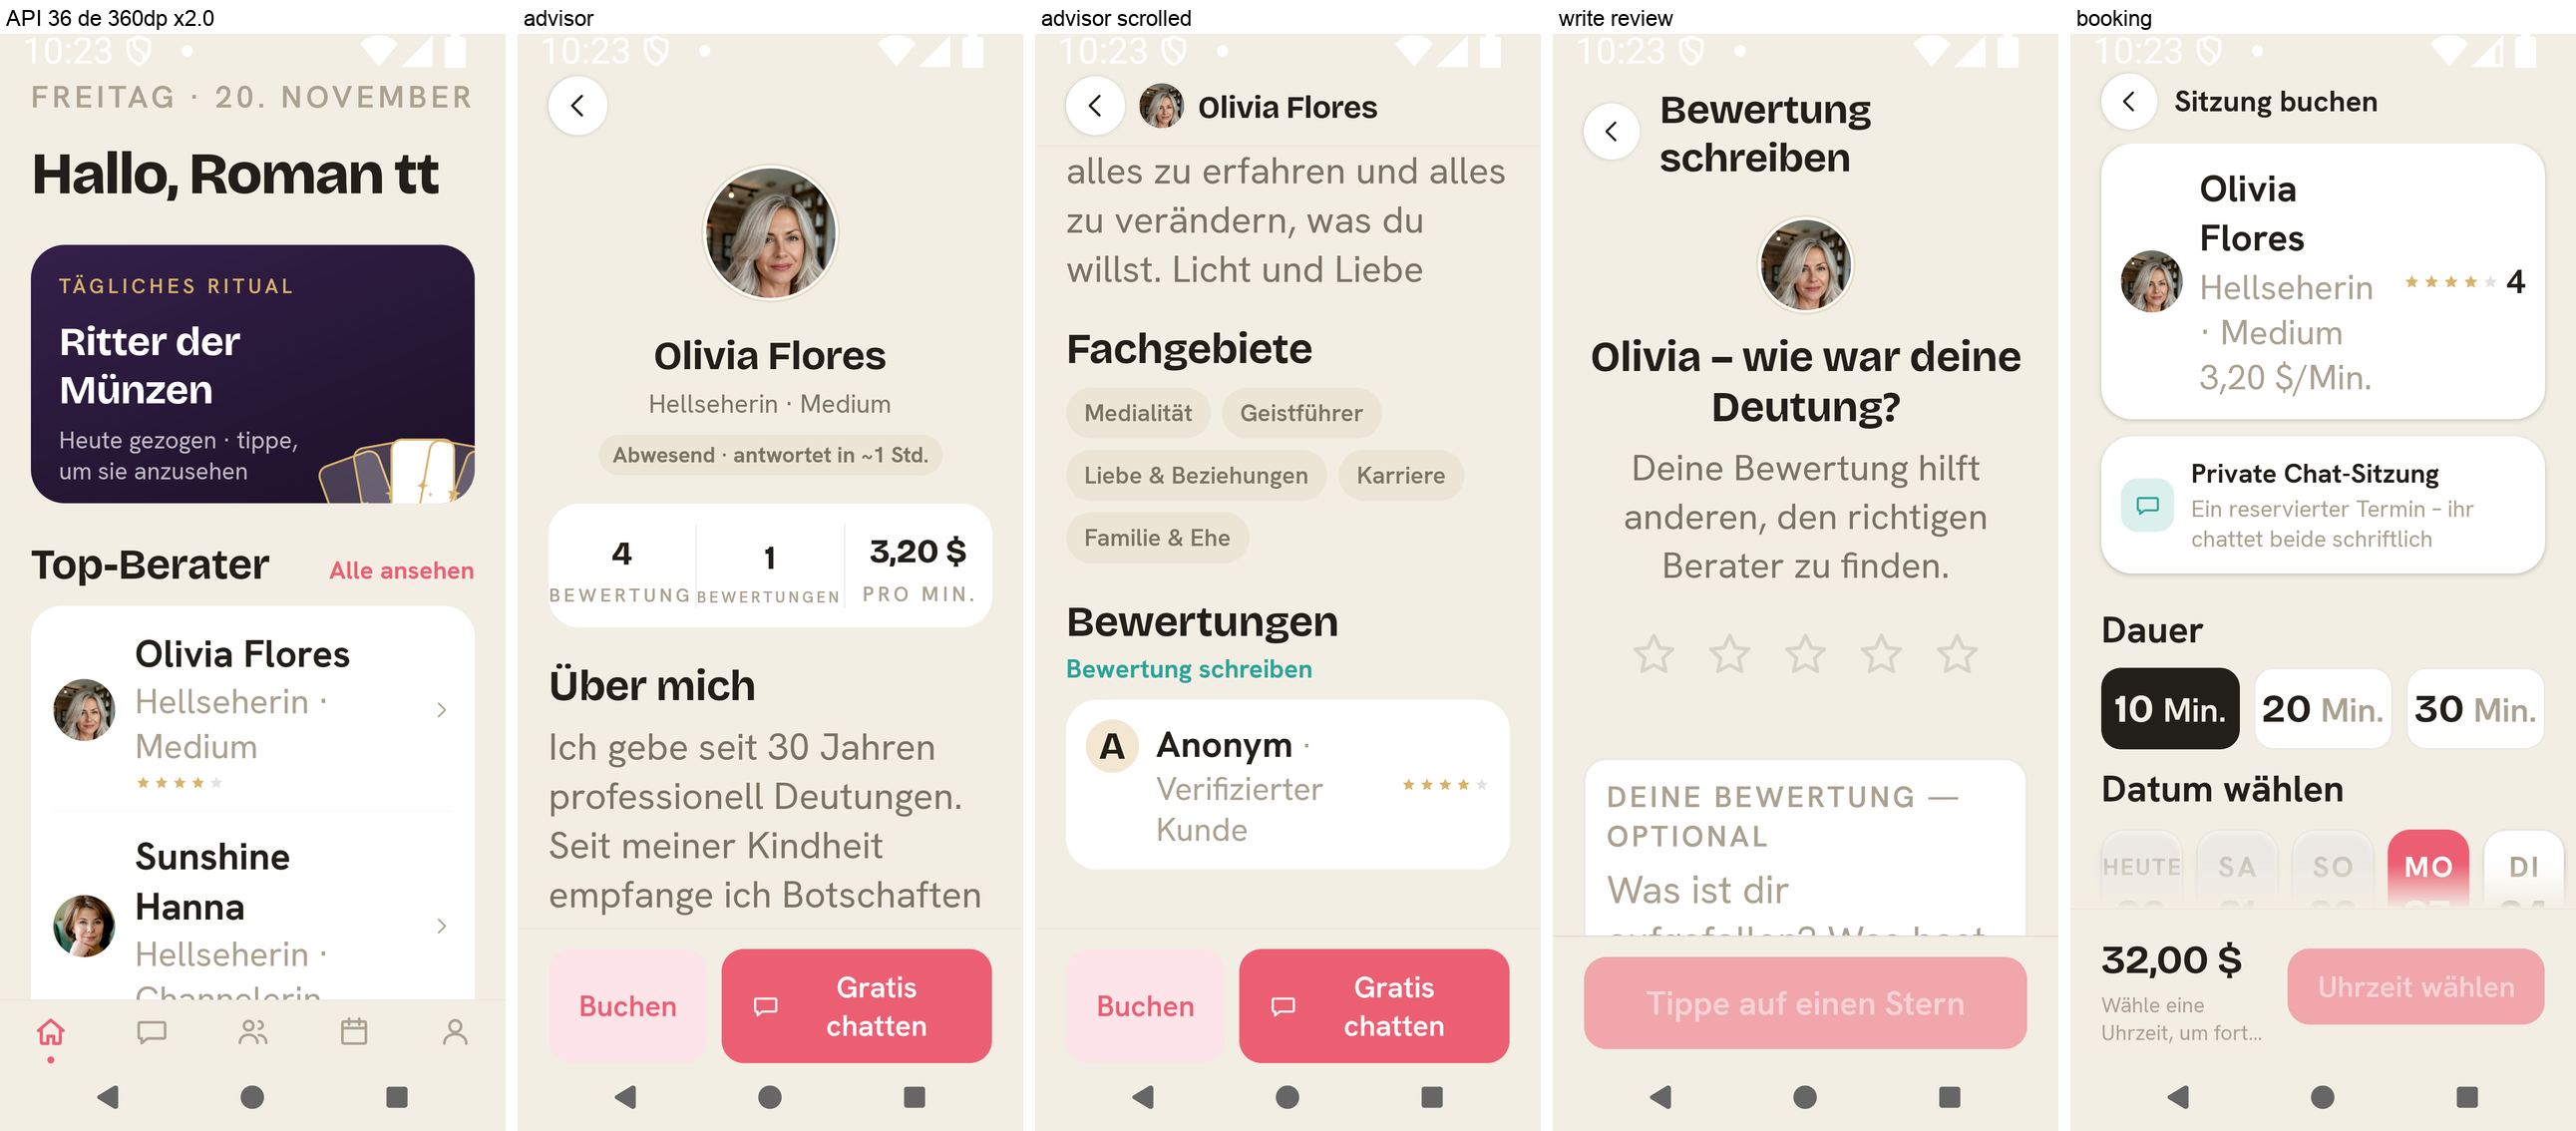 API 36 de 360dp x2.0
10:23
FREITAG · 20. NOVEMBER
Hallo, Roman tt
TÄGLICHES RITUAL
Ritter der
Münzen
Heute gezogen · tippe,
um sie anzusehen
Top-Berater
Alle ansehen
Olivia Flores
Hellseherin ·
Medium
Sunshine
Hanna
Hellseherin ·
Channelerin
advisor
10:23
Olivia Flores
Hellseherin · Medium
Abwesend · antwortet in ~1 Std.
4
BEWERTUNG
1
BEWERTUNGEN
3,20 $
PRO MIN.
Über mich
Ich gebe seit 30 Jahren
professionell Deutungen.
Seit meiner Kindheit
empfange ich Botschaften
Buchen
Gratis
chatten
advisor scrolled
10:23
Olivia Flores
alles zu erfahren und alles
zu verändern, was du
willst. Licht und Liebe
Fachgebiete
Medialität
Geistführer
Liebe & Beziehungen
Karriere
Familie & Ehe
Bewertungen
Bewertung schreiben
A
Anonym ·
Verifizierter
Kunde
Buchen
Gratis
chatten
write review
10:23
Bewertung
schreiben
Olivia – wie war deine
Deutung?
Deine Bewertung hilft
anderen, den richtigen
Berater zu finden.
DEINE BEWERTUNG —
OPTIONAL
Was ist dir
aufgefallen? Was hast
Tippe auf einen Stern
booking
10:23
Sitzung buchen
Olivia
Flores
Hellseherin
· Medium
3,20 $/Min.
4
Private Chat-Sitzung
Ein reservierter Termin – ihr
chattet beide schriftlich
Dauer
10 Min.
20 Min.
30 Min.
Datum wählen
HEUTE
SA
SO
MO
DI
32,00 $
Wähle eine
Uhrzeit, um fort...
Uhrzeit wählen